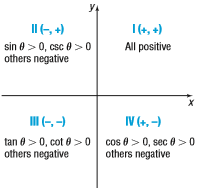 y
II (–, +)
sin θ > 0, csc θ > 0
others negative
I (+, +)
All positive
x
III (–, –)
tan θ > 0, cot θ > 0
others negative
IV (+, –)
cos θ > 0, sec θ > 0
others negative